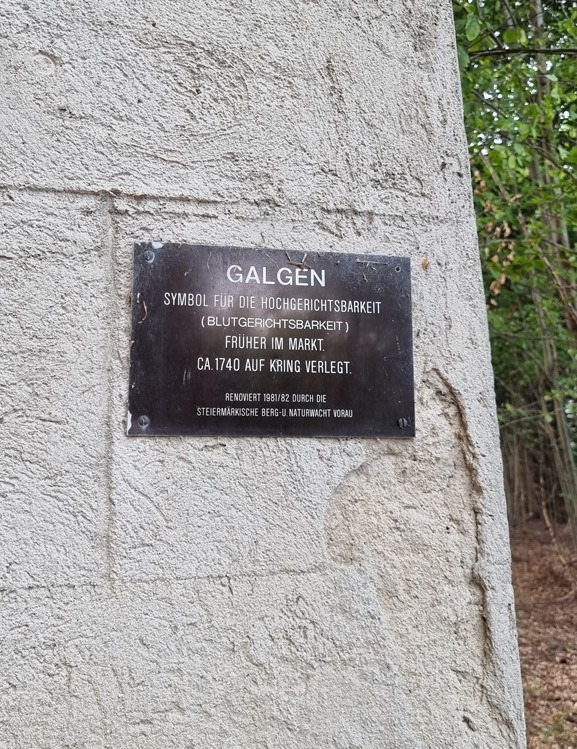 GALGEN
SYMBOL FÜR DIE HOCHGERICHTSBARKEIT
(BLUTGERICHTSBARKEIT)
FRÜHER IM MARKT.
CA.1740 AUF KRING VERLEGT.
RENOVIERT 1981/82 DURCH DIE
STEIERMÄRKISCHE BERG-U.NATURWACHT VORAU